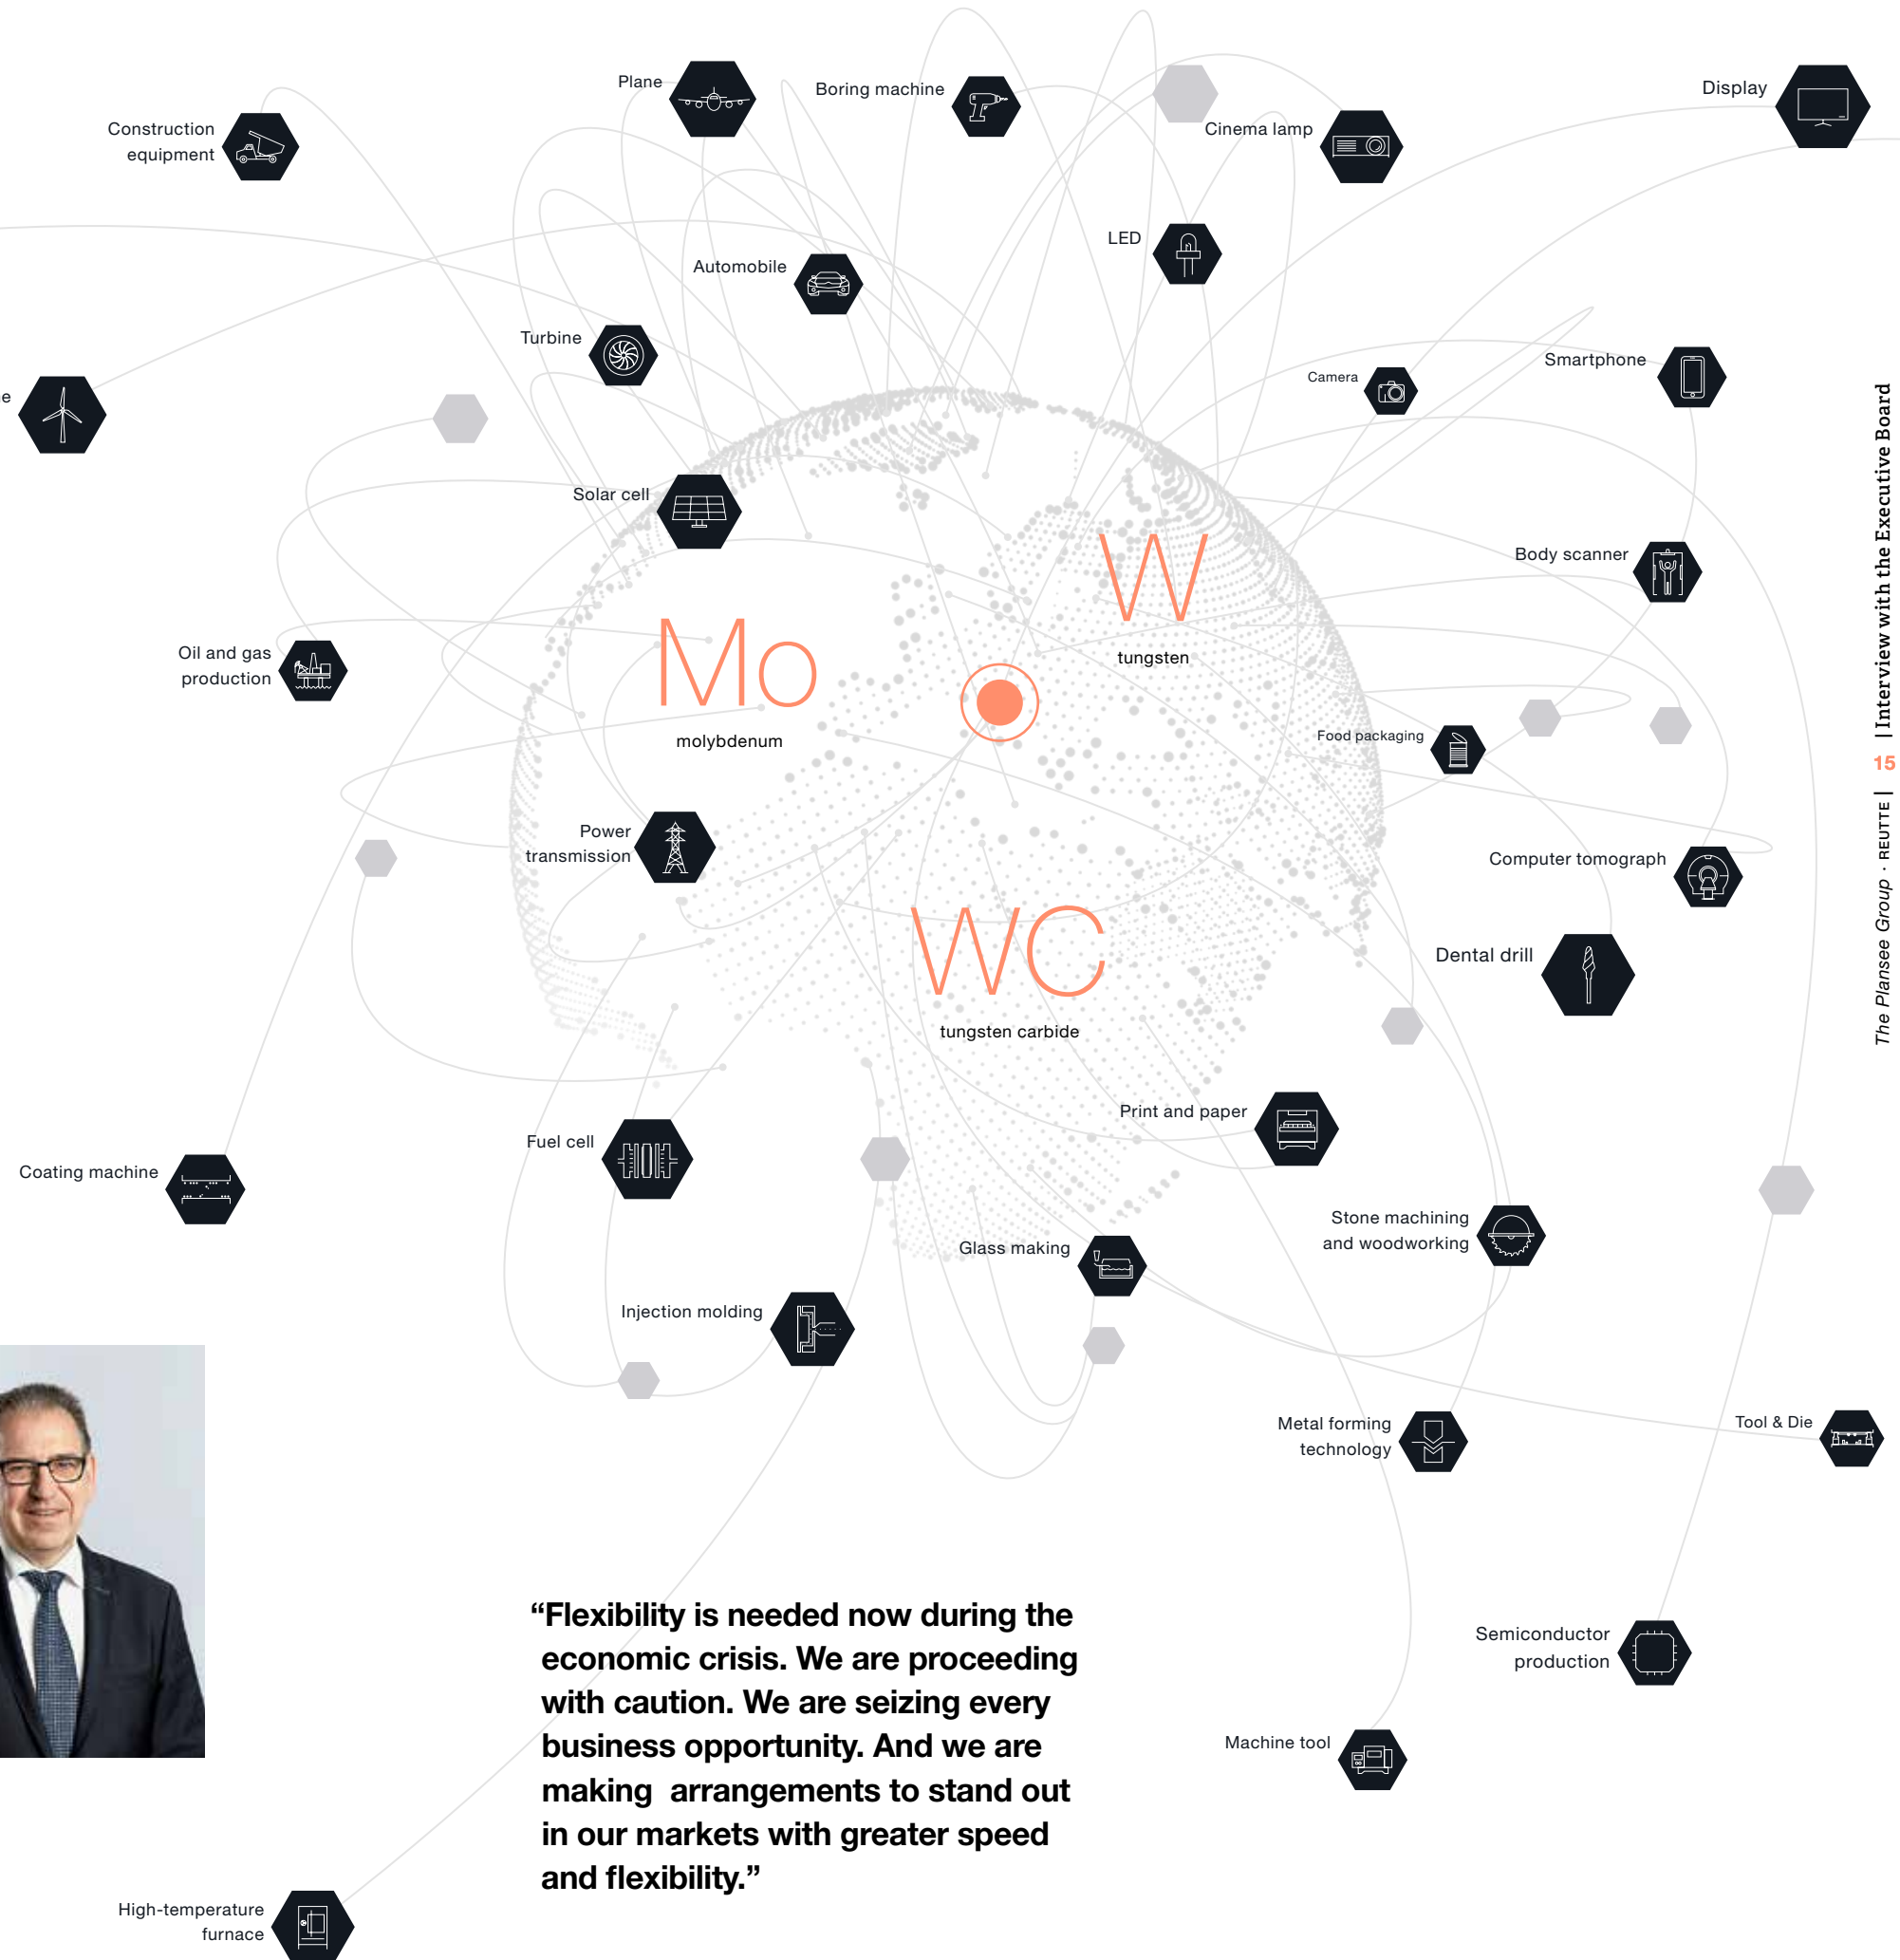 Plane
Boring machine
Display
Construction
equipment
Cinema lamp
LED
Automobile
Turbine
Smartphone
Camera
e
Solar cell
Body scanner
W
tungsten
Mo
molybdenum
Oil and gas
production
Food packaging
Power
transmission
Computer tomograph
WC
tungsten carbide
Dental drill
Print and paper
Fuel cell
Coating machine
Stone machining
and woodworking
Glass making
Injection molding
Metal forming
technology
Tool & Die
“Flexibility is needed now during the
economic crisis. We are proceeding
with caution. We are seizing every
business opportunity. And we are
making  arrangements to stand out
in our markets with greater speed
and flexibility.”
Semiconductor
production
Machine tool
High-temperature
furnace
The Plansee Group · REUTTE | 15 | Interview with the Executive Board